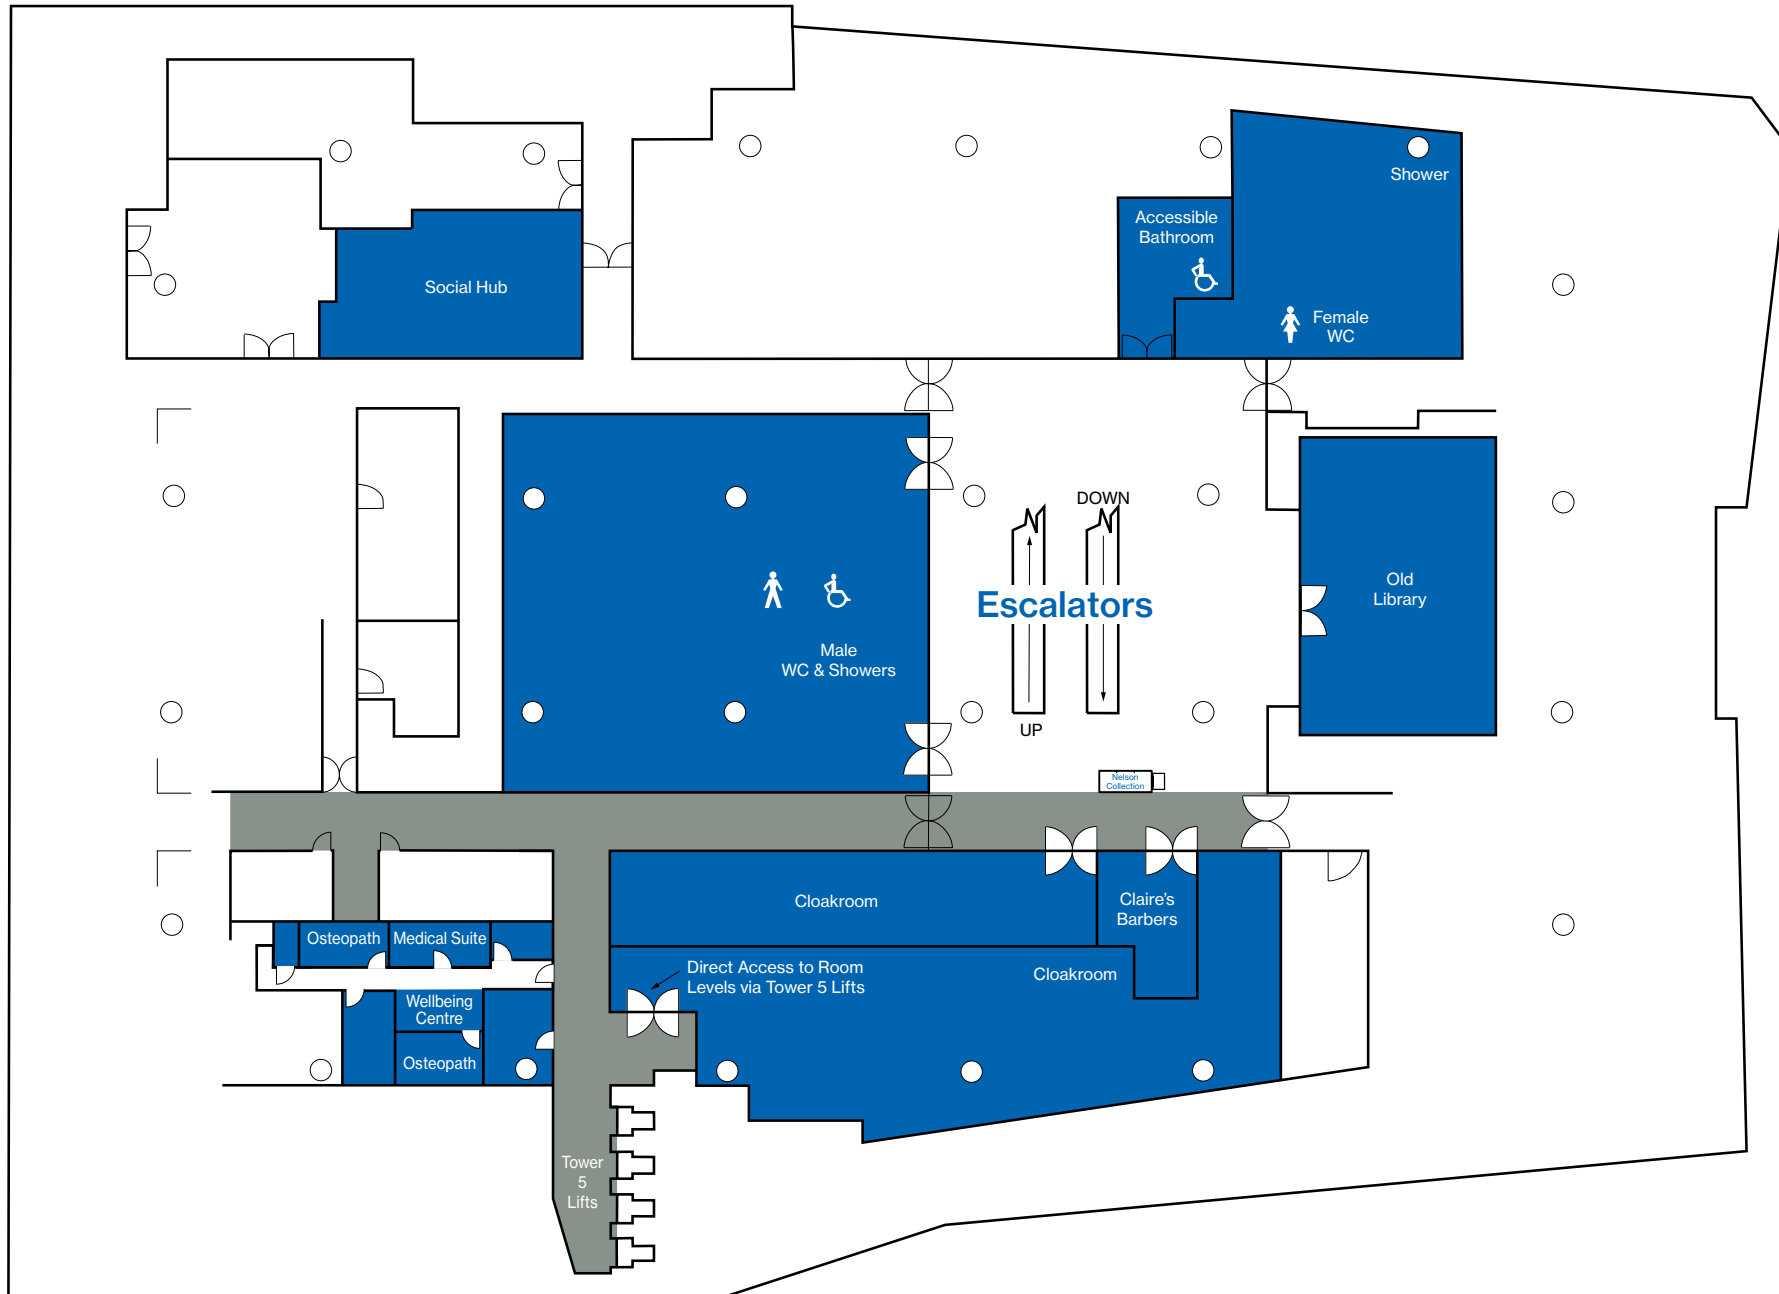 Shower
Accessible
Bathroom
Social Hub
Female
WC
DOWN
Escalators
Old
Library
Male
WC & Showers
UP
Nelson
Collection
Cloakroom
Claire's
Barbers
Osteopath
Medical Suite
Direct Access to Room
Levels via Tower 5 Lifts
Cloakroom
Wellbeing
Centre
Osteopath
Tower
5
Lifts